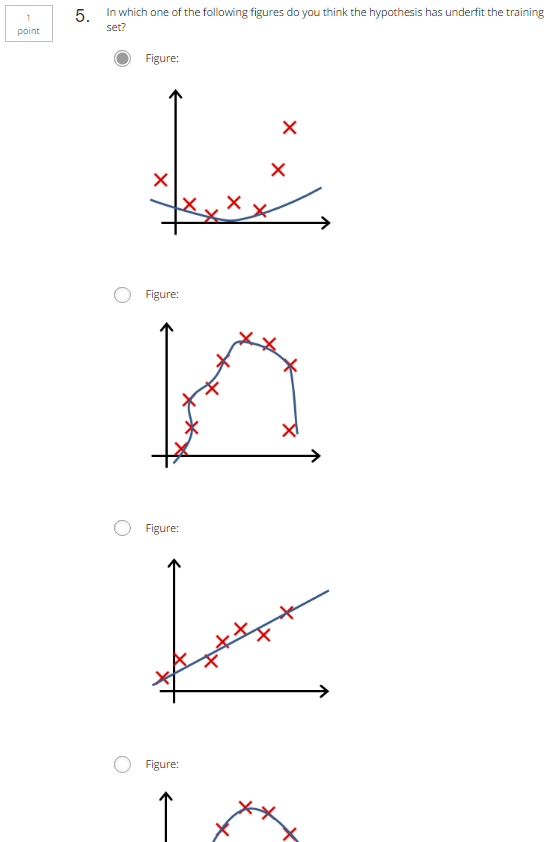 1
point
5.
In which one of the following figures do you think the hypothesis has underfit the training
set?
Figure:
Figure:
Figure:
Figure: